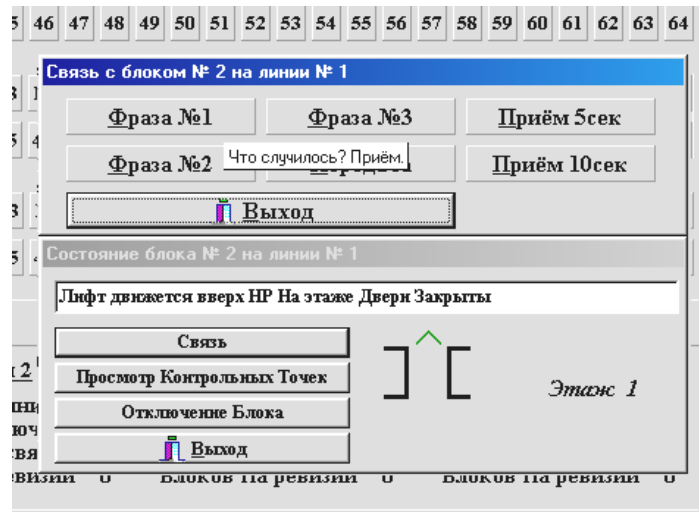 46 47 48 49 50 51 52 53 54 55 56 57 58 59 60 61 62 63 64
Связь с блоком № 2 на линии № 1
Фраза №1 Фраза №3 Приём 5сек
Что случилось? Приём.
Фраза №2 Приём 10сек
Выход
Состояние блока № 2 на линии № 1
Лифт движется вверх НР На этаже Двери Закрыты
Связь
Просмотр Контрольных Точек
Этаж 1
Отключение Блока
Выход
Блоков На ревизии 0 Блоков На ревизии 0